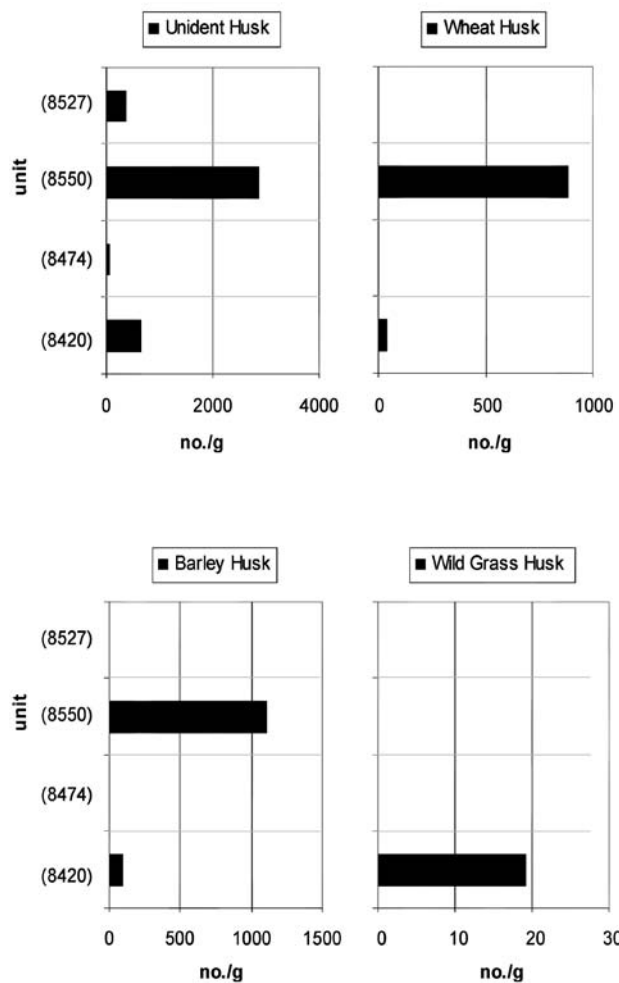 ■ Unident Husk
■ Wheat Husk
unit
(8527)
(8550)
(8474)
(8420)
0 2000 4000
no./g
0 500 1000
no./g
■ Barley Husk
■ Wild Grass Husk
unit
(8527)
(8550)
(8474)
(8420)
0 500 1000 1500
no./g
0 10 20 30
no./g